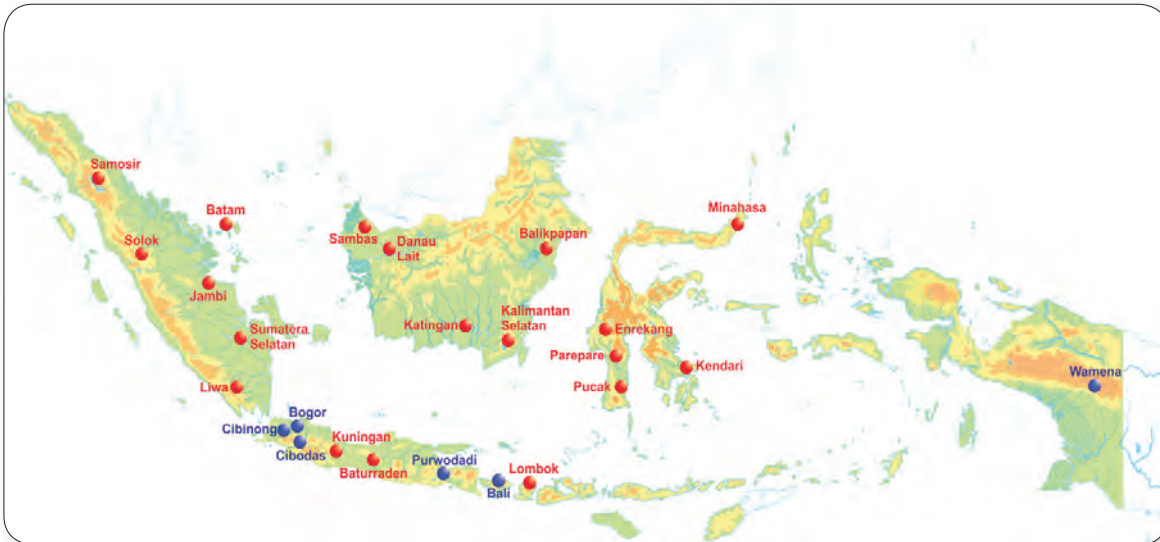 Samosir
Batam
Solok
Jambi
Sumatera
Selatan
Liwa
Sambas
Danau
Lait
Balikpapan
Katingan
Kalimantan
Selatan
Minahasa
Enrekang
Parepare
Pucak
Kendari
Wamena
Bogor
Cibinong
Cibodas
Kuningan
Baturraden
Purwodadi
Bali
Lombok